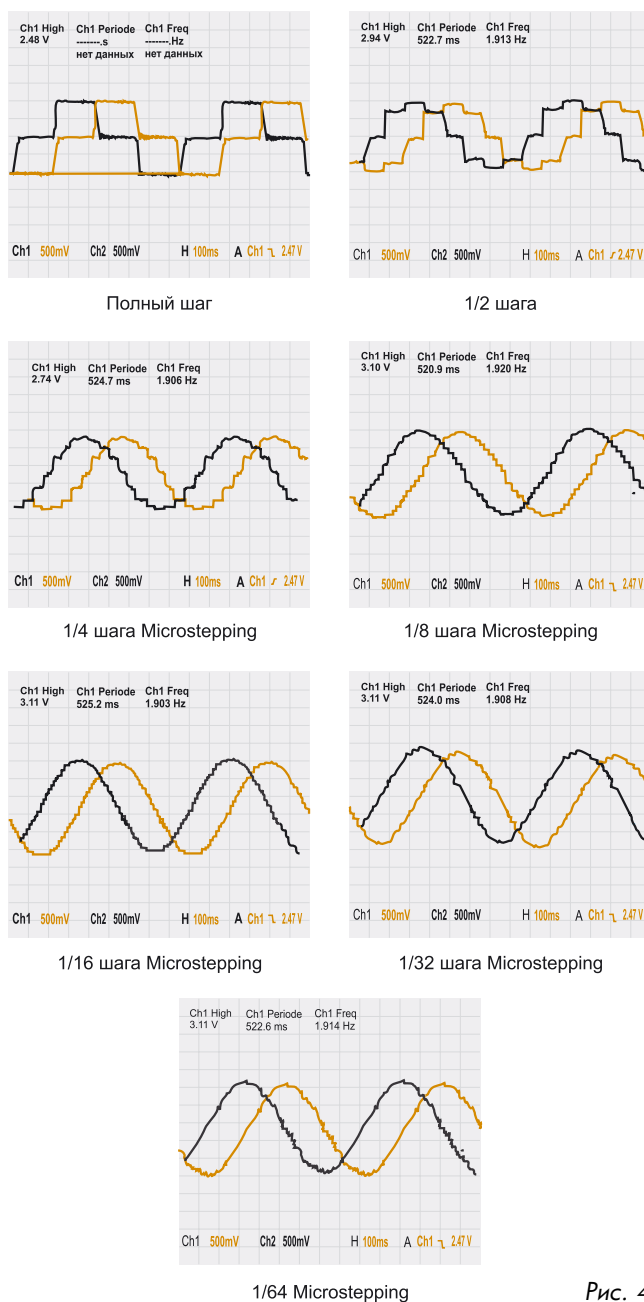 Ch1 High Ch1 Periode Ch1 Freq
2.48 V -------.s -------.Hz
нет данных нет данных
Ch1 500mV Ch2 500mV H 100ms A Ch1 2.47 V
Полный шаг
Ch1 High Ch1 Periode Ch1 Freq
2.94 V 522.7 ms 1.913 Hz
Ch1 500mV Ch2 500mV H 100ms A Ch1 2.47 V
1/2 шага
Ch1 High Ch1 Periode Ch1 Freq
2.74 V 524.7 ms 1.906 Hz
Ch1 500mV Ch2 500mV H 100ms A Ch1 2.47V
1/4 шага Microstepping
Ch1 High Ch1 Periode Ch1 Freq
3.10 V 520.9 ms 1.920 Hz
Ch1 500mV Ch2 500mV H 100ms A Ch1 2.47V
1/8 шага Microstepping
Ch1 High Ch1 Periode Ch1 Freq
3.11 V 525.2 ms 1.903 Hz
Ch1 500mV Ch2 500mV H 100ms A Ch1 2.47V
1/16 шага Microstepping
Ch1 High Ch1 Periode Ch1 Freq
3.11 V 524.0 ms 1.908 Hz
Ch1 500mV Ch2 500mV H 100ms A Ch1 2.47V
1/32 шага Microstepping
Ch1 High Ch1 Periode Ch1 Freq
3.11 V 522.6 ms 1.914 Hz
Ch1 500mV Ch2 500mV H 100ms A Ch1 2.47V
1/64 Microstepping
Рис.